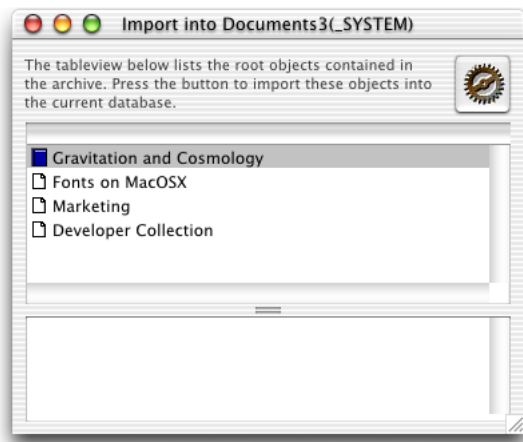 Import into Documents3(_SYSTEM)
The tableview below lists the root objects contained in
the archive. Press the button to import these objects into
the current database.
Gravitation and Cosmology
Fonts on MacOSX
Marketing
Developer Collection